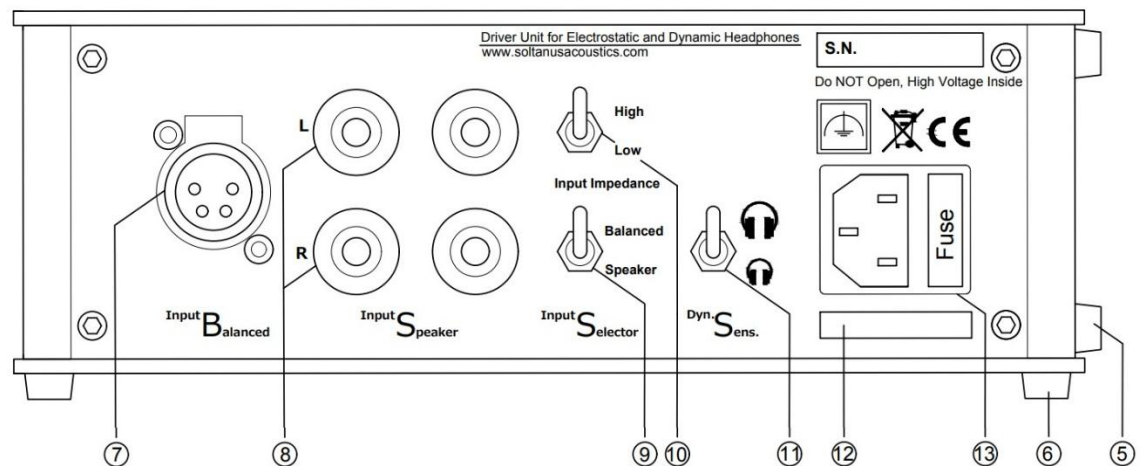 Driver Unit for Electrostatic and Dynamic Headphones
www.soltanusacoustics.com
S.N.
Do NOT Open, High Voltage Inside
L
High
Low
Input Impedance
R
Balanced
Speaker
Fuse
Input Balanced
Input Speaker
Input Selector
Dyn. Sens.
CE
7
8
9
10
11
12
13
6
5